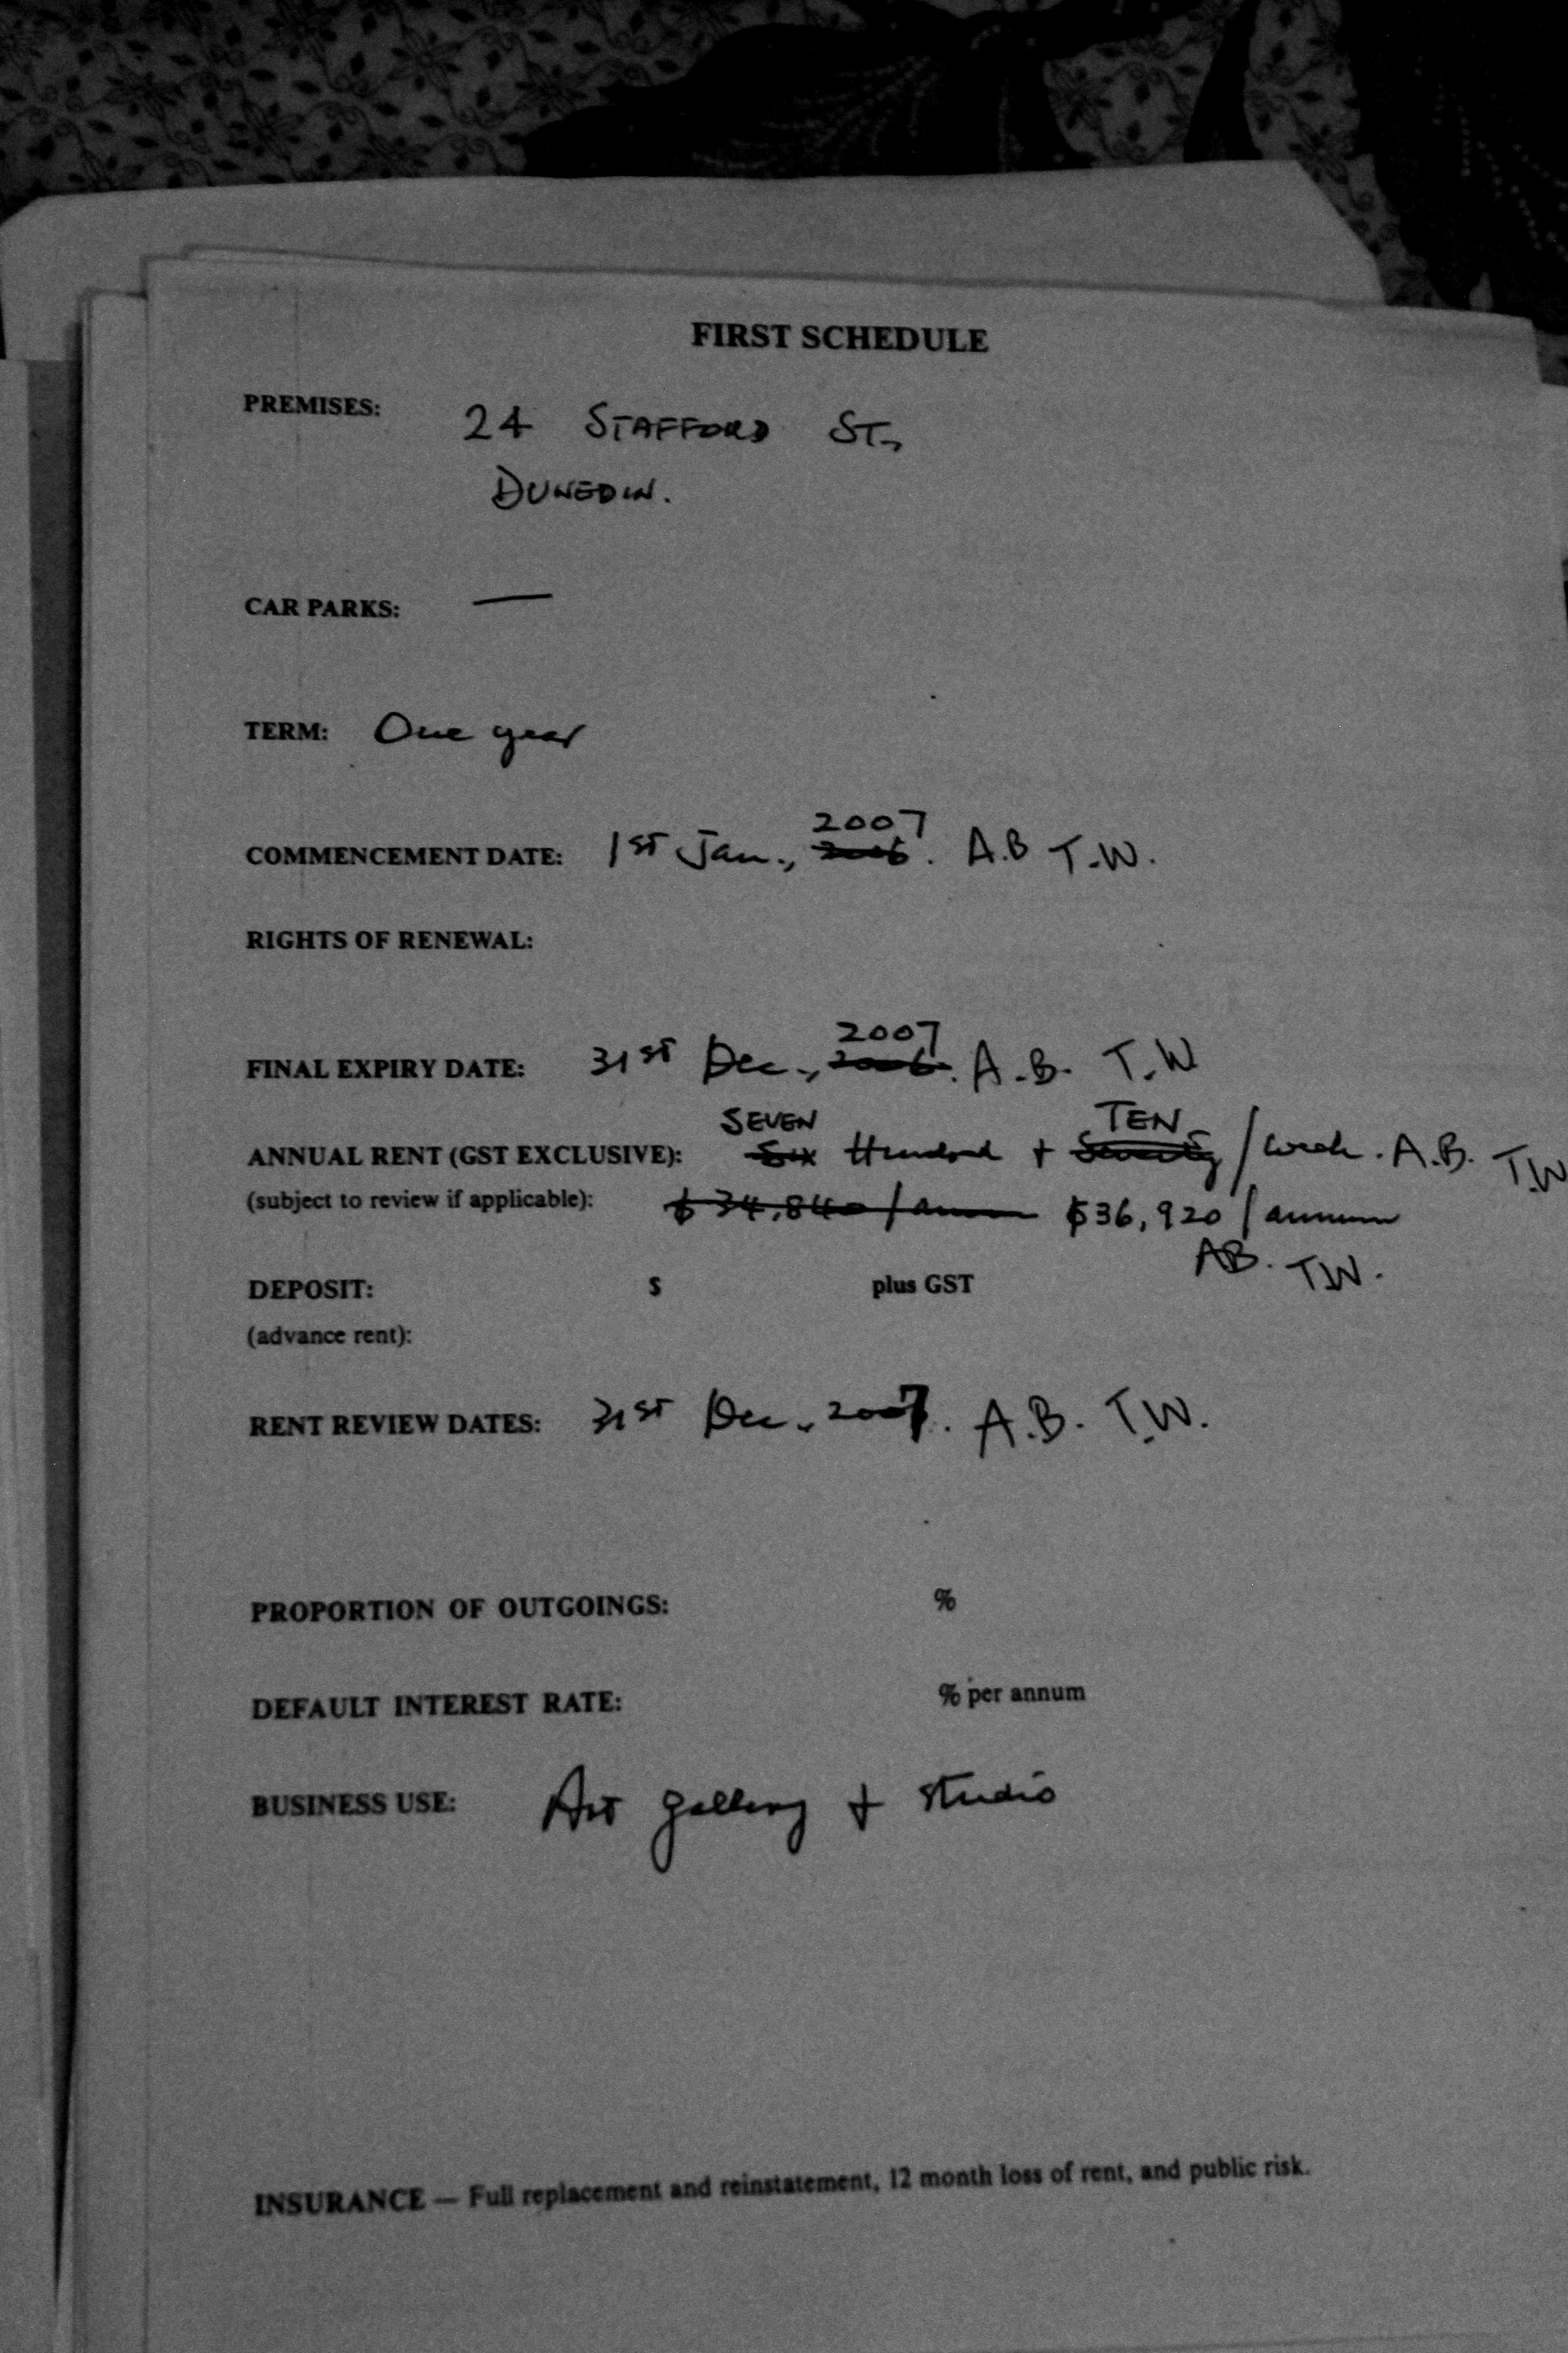 FIRST SCHEDULE
PREMISES: 24 STAFFORD ST,
DUNEDIN.
CAR PARKS: —
TERM: One year
2007
COMMENCEMENT DATE: 1ST Jan., 2006. A.B T.W.
RIGHTS OF RENEWAL:
2007
FINAL EXPIRY DATE: 31ST Dec., 2006. A.B. T.W
SEVEN TEN
ANNUAL RENT (GST EXCLUSIVE): Six Hundred + Seventy /week. A.B. T.W
(subject to review if applicable): $34,840/annum $36,920/annum
AB. T.W.
DEPOSIT: $ plus GST
(advance rent):
RENT REVIEW DATES: 31ST Dec., 2007. A.B. T.W.
PROPORTION OF OUTGOINGS: %
DEFAULT INTEREST RATE: % per annum
BUSINESS USE: Art gallery + studio
INSURANCE — Full replacement and reinstatement, 12 month loss of rent, and public risk.